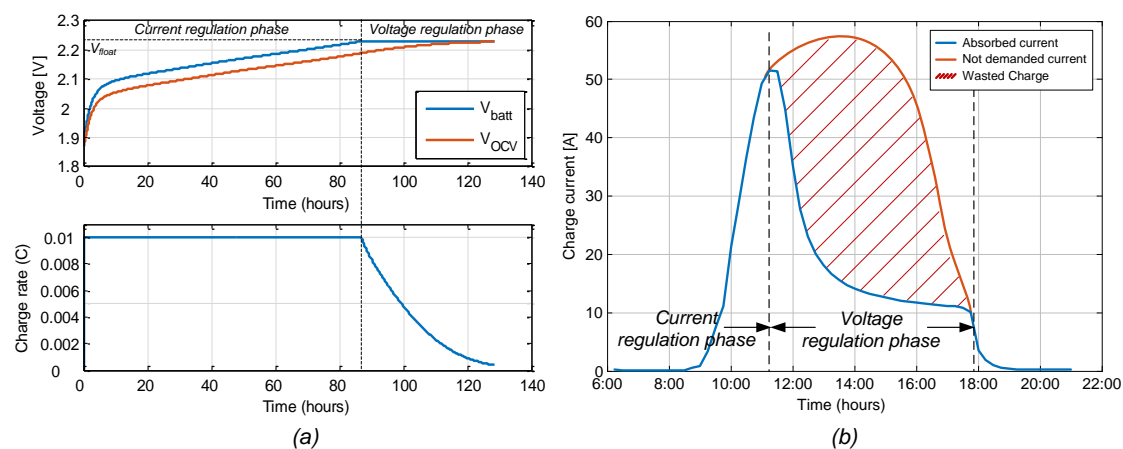 2.3
2.2
2.1
2
1.9
1.8
Voltage [V]
V_float
Current regulation phase
Voltage regulation phase
V_batt
V_OCV
0 20 40 60 80 100 120 140
Time (hours)
0.01
0.008
0.006
0.004
0.002
0
Charge rate (C)
0 20 40 60 80 100 120 140
Time (hours)
(a)
60
50
40
30
20
10
0
Charge current [A]
Absorbed current
Not demanded current
Wasted Charge
Current
regulation phase
Voltage
regulation phase
6:00 10:00 12:00 14:00 16:00 18:00 20:00 22:00
Time (hours)
(b)